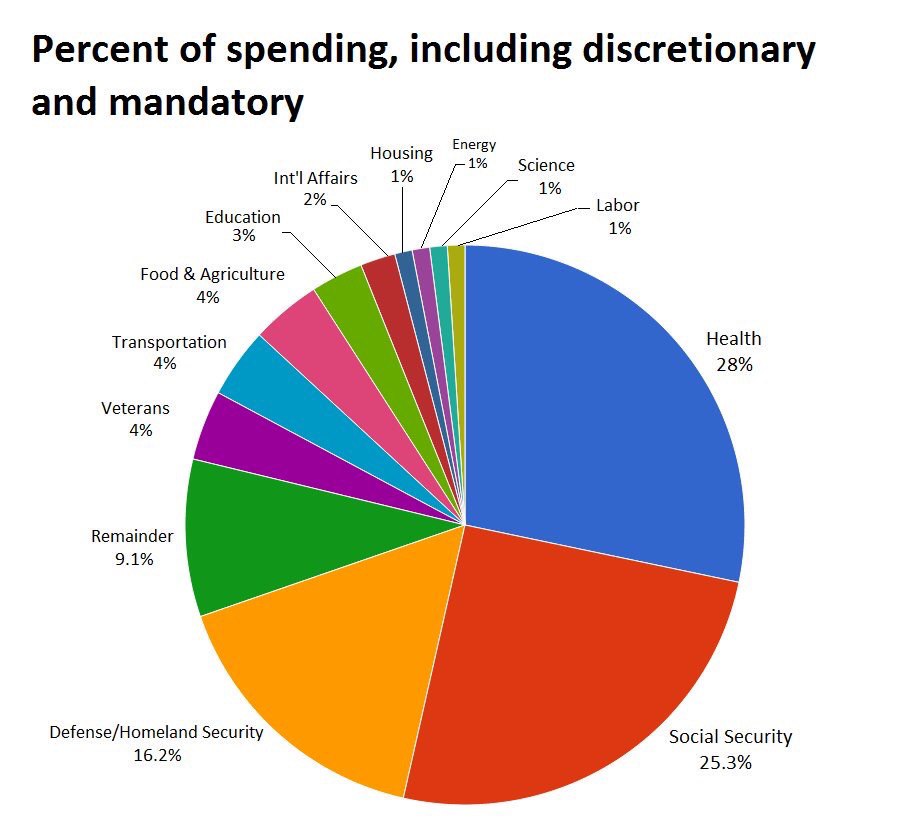 Percent of spending, including discretionary
and mandatory
Energy
1%
Housing
1%
Science
1%
Int'l Affairs
2%
Labor
1%
Education
3%
Food & Agriculture
4%
Transportation
4%
Health
28%
Veterans
4%
Remainder
9.1%
Defense/Homeland Security
16.2%
Social Security
25.3%